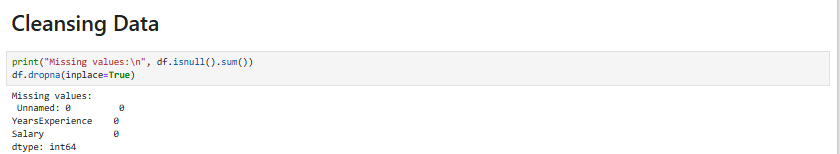 Cleansing Data
print("Missing values:\n", df.isnull().sum())
df.dropna(inplace=True)
Missing values:
 Unnamed: 0         0
YearsExperience    0
Salary             0
dtype: int64